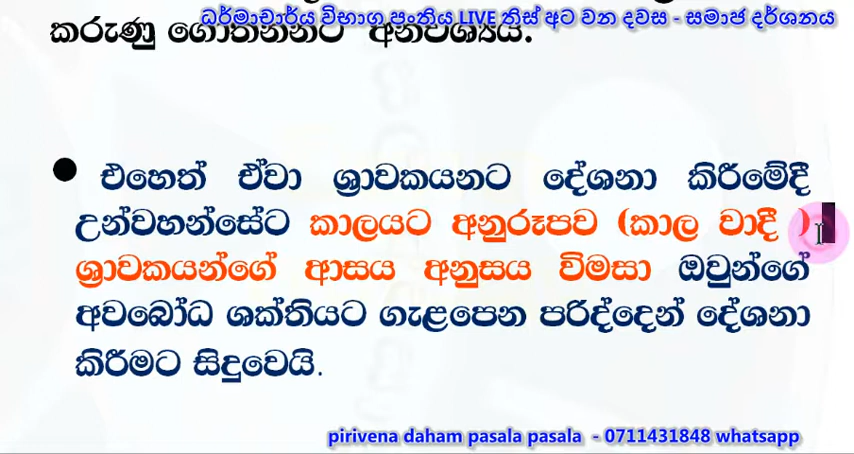 ධර්මාචාර්ය විභාග පංතිය LIVE තිස් අට වන දවස - සමාජ දර්ශනය
කරුණු ගොතන්නට අනවශ්‍යය.
● එහෙත් ඒවා ශ්‍රාවකයනට දේශනා කිරීමේදී
උන්වහන්සේට කාලයට අනුරූපව (කාල වාදී )
ශ්‍රාවකයන්ගේ ආසය අනුසය විමසා ඔවුන්ගේ
අවබෝධ ශක්තියට ගැළපෙන පරිද්දෙන් දේශනා
කිරීමට සිදුවෙයි.
pirivena daham pasala pasala - 0711431848 whatsapp